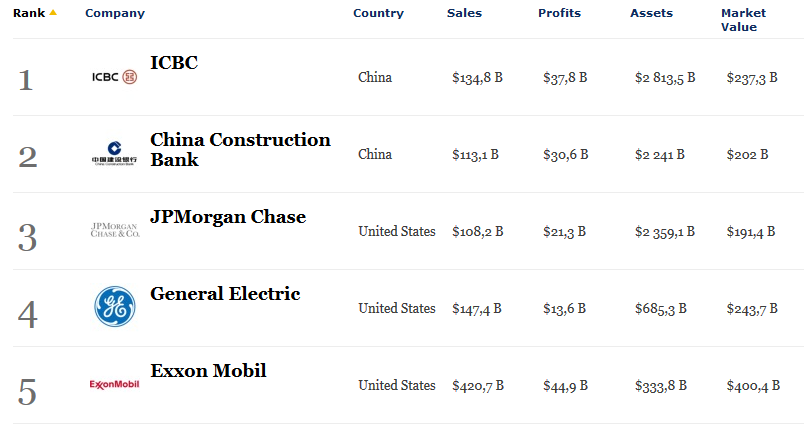 Rank Company Country Sales Profits Assets Market Value
1 ICBC ICBC China $134,8 B $37,8 B $2 813,5 B $237,3 B
2 中国建设银行 China Construction Bank China Construction Bank China $113,1 B $30,6 B $2 241 B $202 B
3 JPMORGAN CHASE & CO. JPMorgan Chase United States $108,2 B $21,3 B $2 359,1 B $191,4 B
4 GE General Electric United States $147,4 B $13,6 B $685,3 B $243,7 B
5 ExxonMobil Exxon Mobil United States $420,7 B $44,9 B $333,8 B $400,4 B